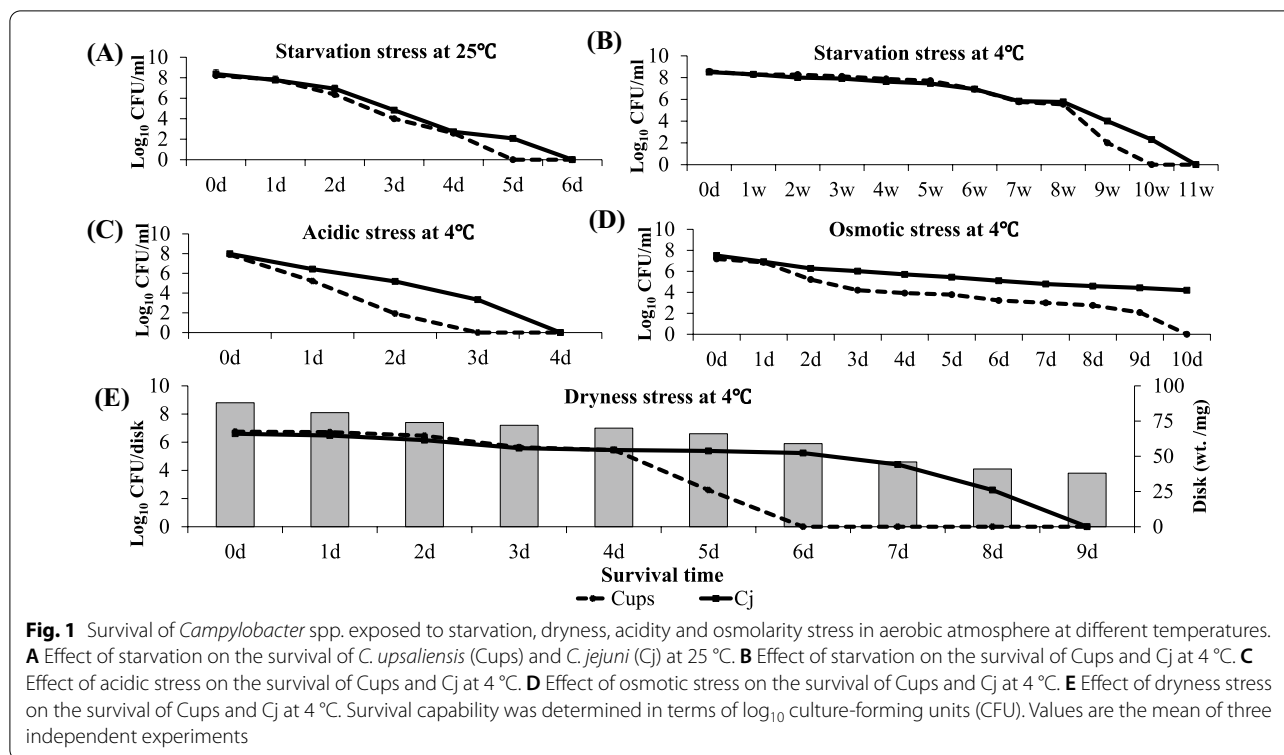 (A) Starvation stress at 25℃
Log10 CFU/ml
10
8
6
4
2
0
0d 1d 2d 3d 4d 5d 6d
(B) Starvation stress at 4℃
Log10 CFU/ml
10
8
6
4
2
0
0d 1w 2w 3w 4w 5w 6w 7w 8w 9w 10w 11w
(C) Acidic stress at 4℃
Log10 CFU/ml
10
8
6
4
2
0
0d 1d 2d 3d 4d
(D) Osmotic stress at 4℃
Log10 CFU/ml
10
8
6
4
2
0
0d 1d 2d 3d 4d 5d 6d 7d 8d 9d 10d
(E) Dryness stress at 4℃
Log10 CFU/disk
10
8
6
4
2
0
100
75
50
25
0
Disk (wt. /mg)
0d 1d 2d 3d 4d 5d 6d 7d 8d 9d
Survival time
Cups Cj
Fig. 1 Survival of Campylobacter spp. exposed to starvation, dryness, acidity and osmolarity stress in aerobic atmosphere at different temperatures.
A Effect of starvation on the survival of C. upsaliensis (Cups) and C. jejuni (Cj) at 25 °C. B Effect of starvation on the survival of Cups and Cj at 4 °C. C
Effect of acidic stress on the survival of Cups and Cj at 4 °C. D Effect of osmotic stress on the survival of Cups and Cj at 4 °C. E Effect of dryness stress
on the survival of Cups and Cj at 4 °C. Survival capability was determined in terms of log10 culture-forming units (CFU). Values are the mean of three
independent experiments